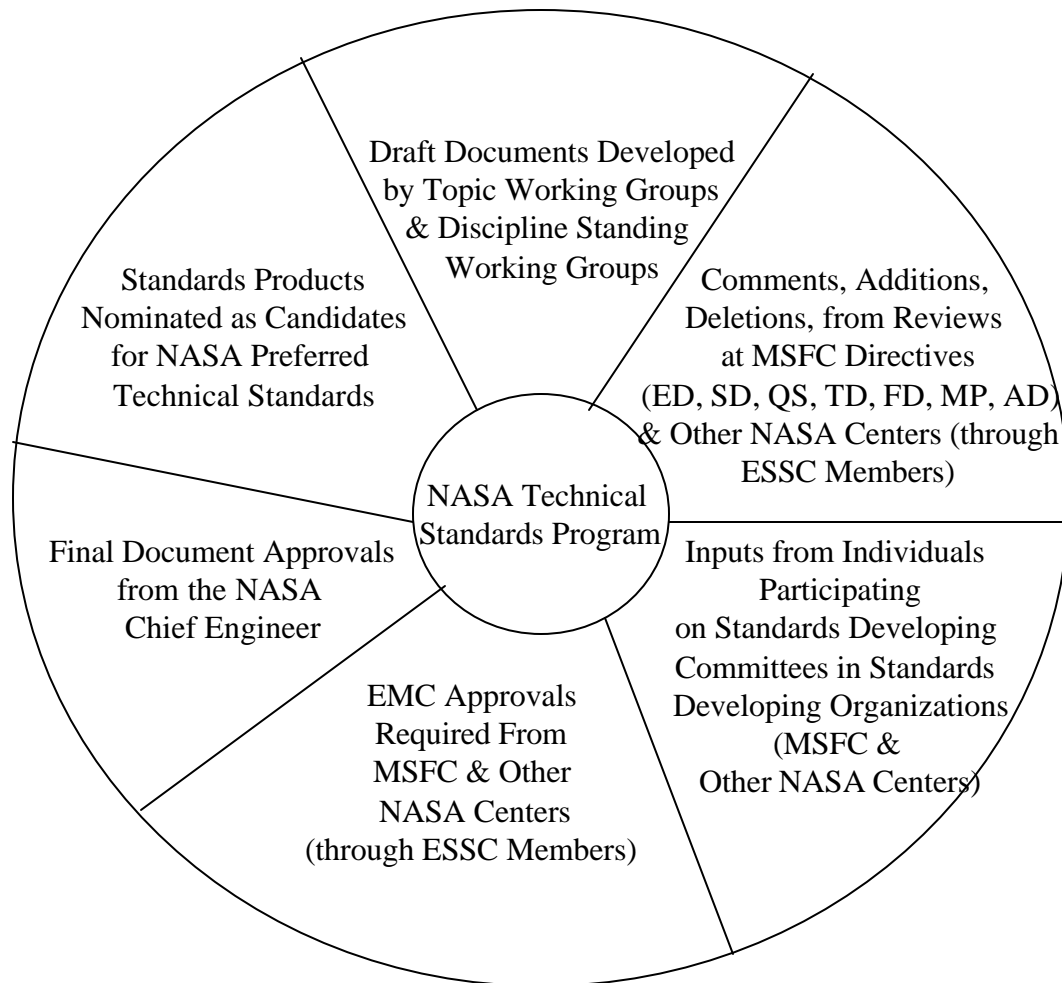 Draft Documents Developed
by Topic Working Groups
& Discipline Standing
Working Groups
Comments, Additions,
Deletions, from Reviews
at MSFC Directives
(ED, SD, QS, TD, FD, MP, AD)
& Other NASA Centers (through
ESSC Members)
Inputs from Individuals
Participating
on Standards Developing
Committees in Standards
Developing Organizations
(MSFC &
Other NASA Centers)
EMC Approvals
Required From
MSFC & Other
NASA Centers
(through ESSC Members)
Final Document Approvals
from the NASA
Chief Engineer
Standards Products
Nominated as Candidates
for NASA Preferred
Technical Standards
NASA Technical
Standards Program